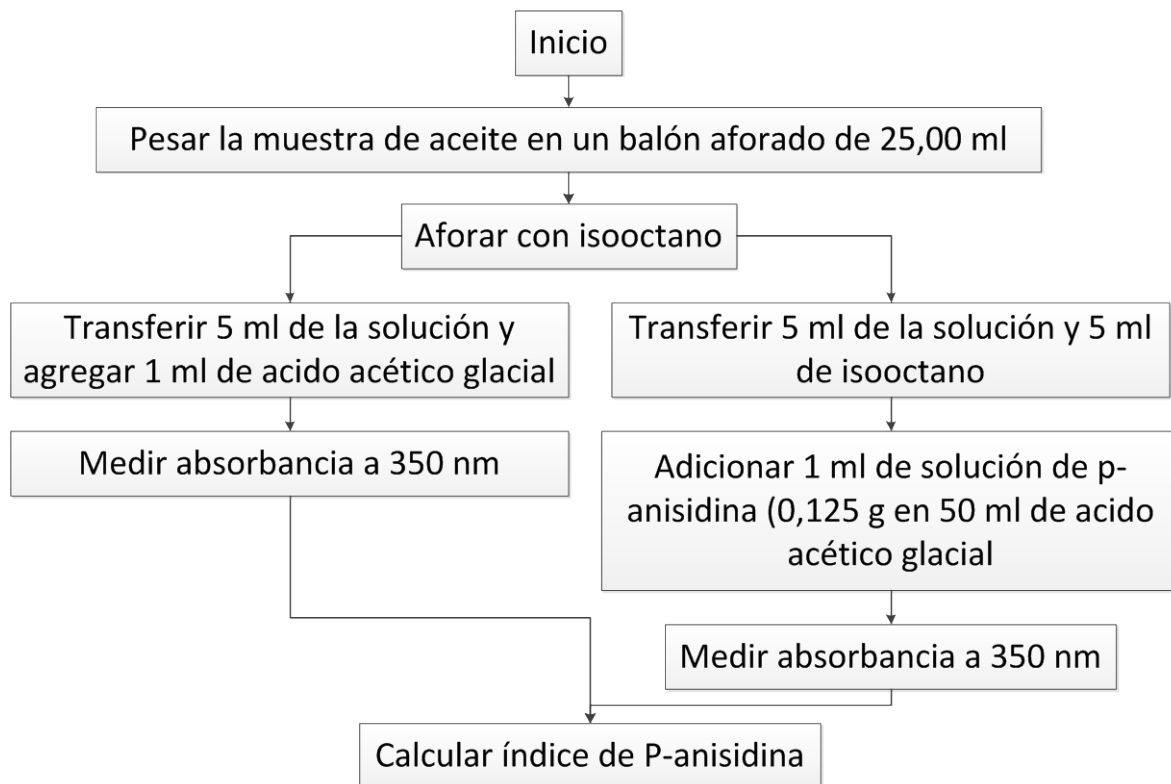 Inicio
Pesar la muestra de aceite en un balón aforado de 25,00 ml
Aforar con isooctano
Transferir 5 ml de la solución y
agregar 1 ml de acido acético glacial
Medir absorbancia a 350 nm
Transferir 5 ml de la solución y 5 ml
de isooctano
Adicionar 1 ml de solución de p-
anisidina (0,125 g en 50 ml de acido
acético glacial
Medir absorbancia a 350 nm
Calcular índice de P-anisidina